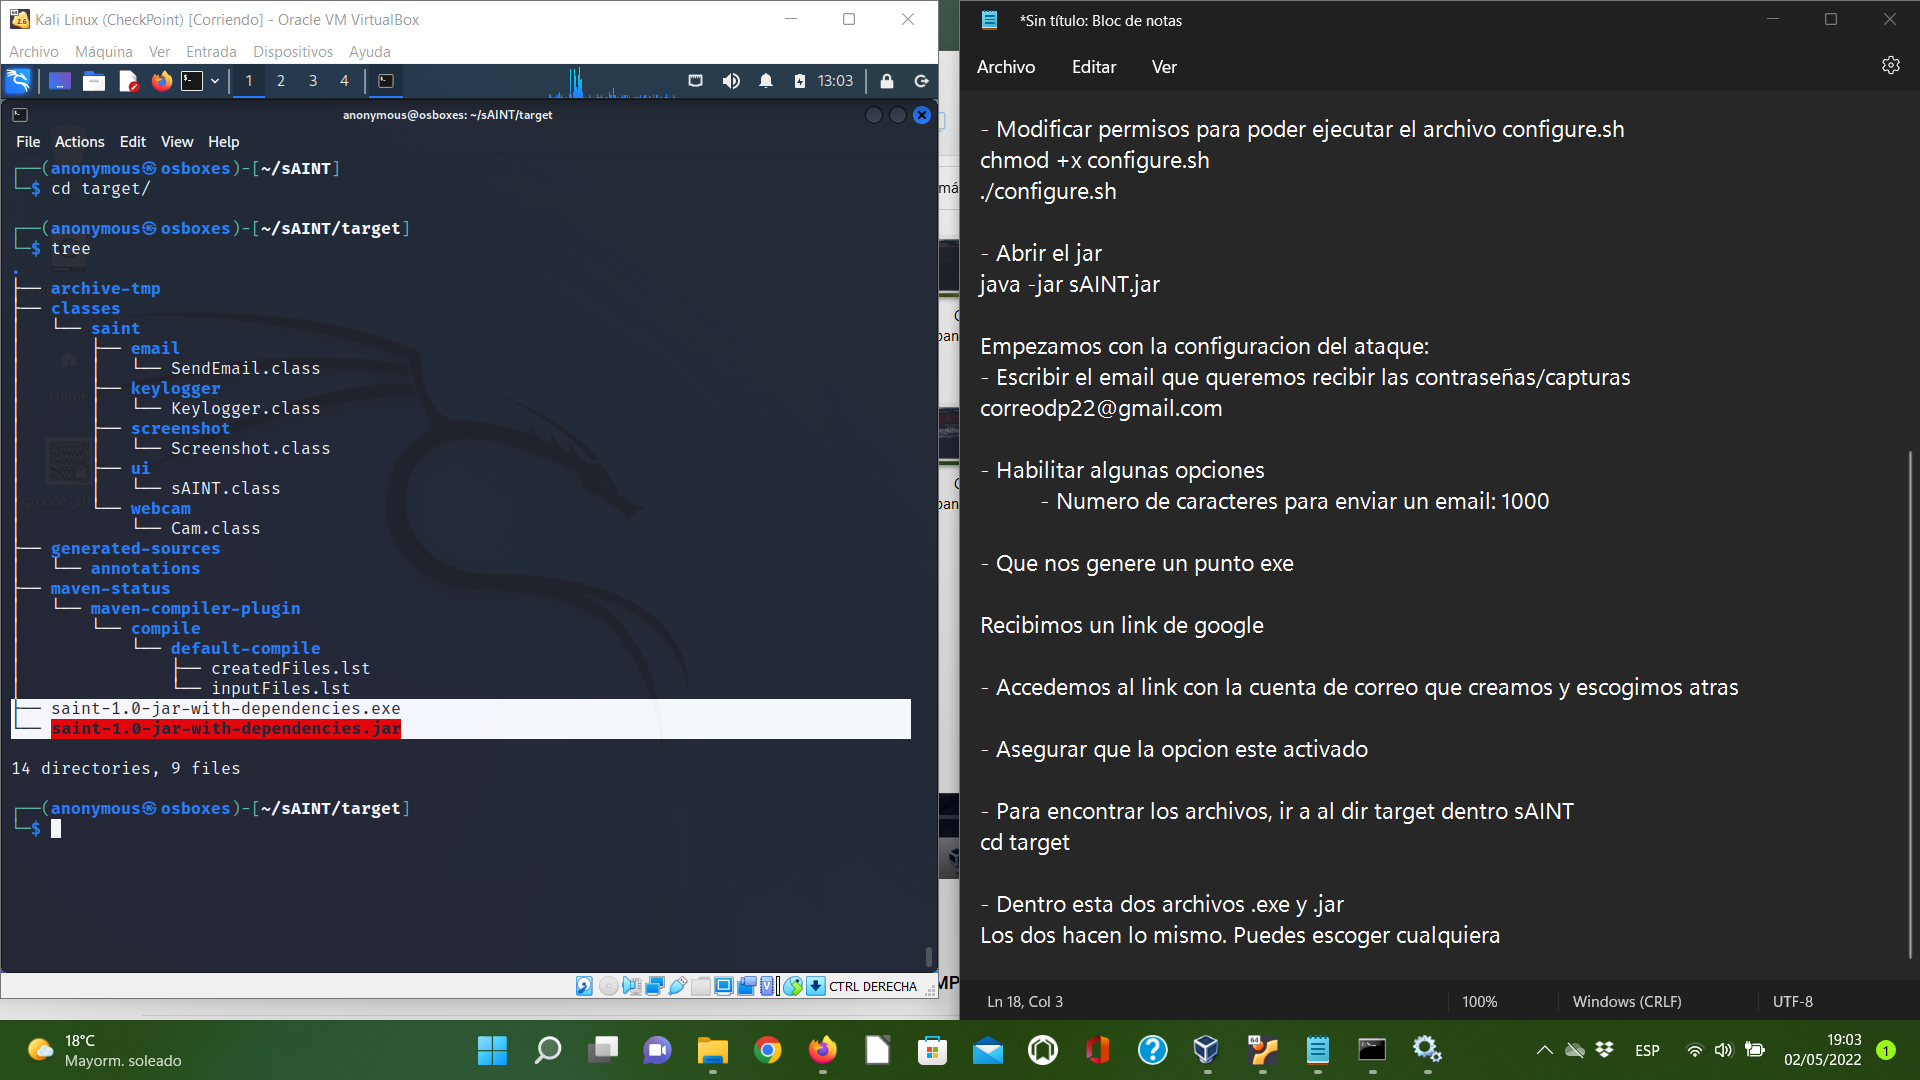 Kali Linux (CheckPoint) [Corriendo] - Oracle VM VirtualBox
Archivo Máquina Ver Entrada Dispositivos Ayuda
1 2 3 4 13:03
anonymous@osboxes: ~/sAINT/target
File Actions Edit View Help
┌──(anonymous㉿osboxes)-[~/sAINT]
└─$ cd target/
┌──(anonymous㉿osboxes)-[~/sAINT/target]
└─$ tree
.
├── archive-tmp
├── classes
│   └── saint
│       ├── email
│       │   └── SendEmail.class
│       ├── keylogger
│       │   └── Keylogger.class
│       ├── screenshot
│       │   └── Screenshot.class
│       ├── ui
│       │   └── sAINT.class
│       └── webcam
│           └── Cam.class
├── generated-sources
│   └── annotations
├── maven-status
│   └── maven-compiler-plugin
│       └── compile
│           └── default-compile
│               ├── createdFiles.lst
│               └── inputFiles.lst
├── saint-1.0-jar-with-dependencies.exe
└── saint-1.0-jar-with-dependencies.jar
14 directories, 9 files
┌──(anonymous㉿osboxes)-[~/sAINT/target]
└─$
CTRL DERECHA
*Sin título: Bloc de notas
Archivo Editar Ver
- Modificar permisos para poder ejecutar el archivo configure.sh
chmod +x configure.sh
./configure.sh
- Abrir el jar
java -jar sAINT.jar
Empezamos con la configuracion del ataque:
- Escribir el email que queremos recibir las contraseñas/capturas
correodp22@gmail.com
- Habilitar algunas opciones
- Numero de caracteres para enviar un email: 1000
- Que nos genere un punto exe
Recibimos un link de google
- Accedemos al link con la cuenta de correo que creamos y escogimos atras
- Asegurar que la opcion este activado
- Para encontrar los archivos, ir a al dir target dentro sAINT
cd target
- Dentro esta dos archivos .exe y .jar
Los dos hacen lo mismo. Puedes escoger cualquiera
Ln 18, Col 3 100% Windows (CRLF) UTF-8
18°C
Mayorm. soleado
ESP
19:03
02/05/2022
1